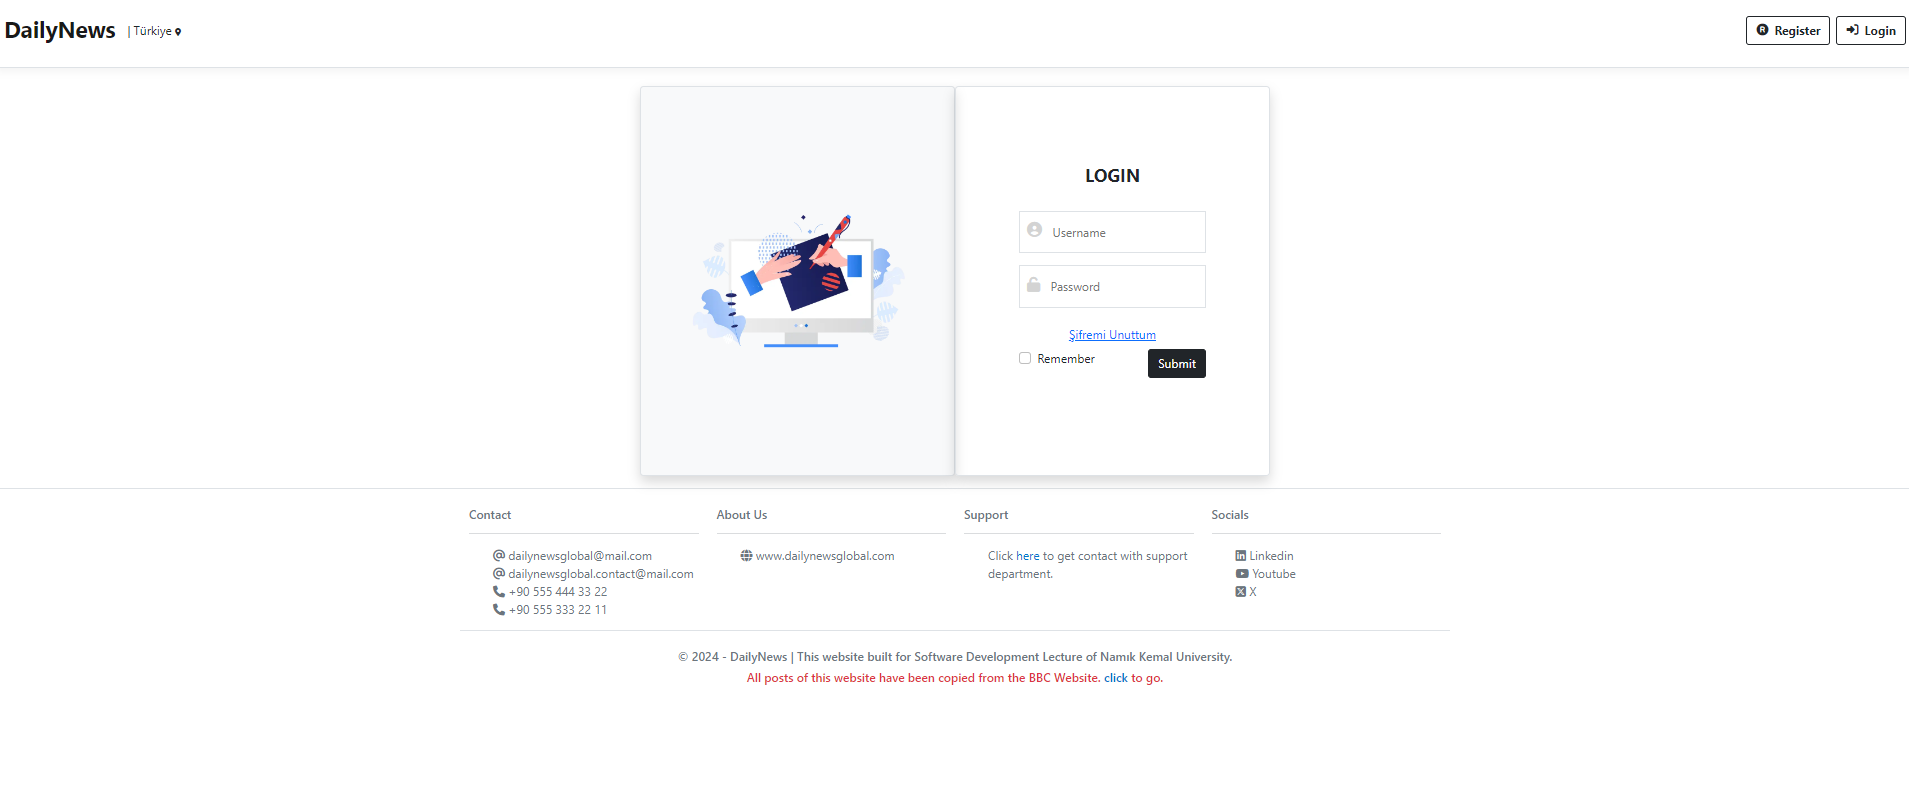 DailyNews | Türkiye
Register
Login
LOGIN
Username
Password
Şifremi Unuttum
Remember
Submit
Contact
dailynewsglobal@mail.com
dailynewsglobal.contact@mail.com
+90 555 444 33 22
+90 555 333 22 11
About Us
www.dailynewsglobal.com
Support
Click here to get contact with support
department.
Socials
Linkedin
Youtube
X
© 2024 - DailyNews | This website built for Software Development Lecture of Namık Kemal University.
All posts of this website have been copied from the BBC Website. click to go.